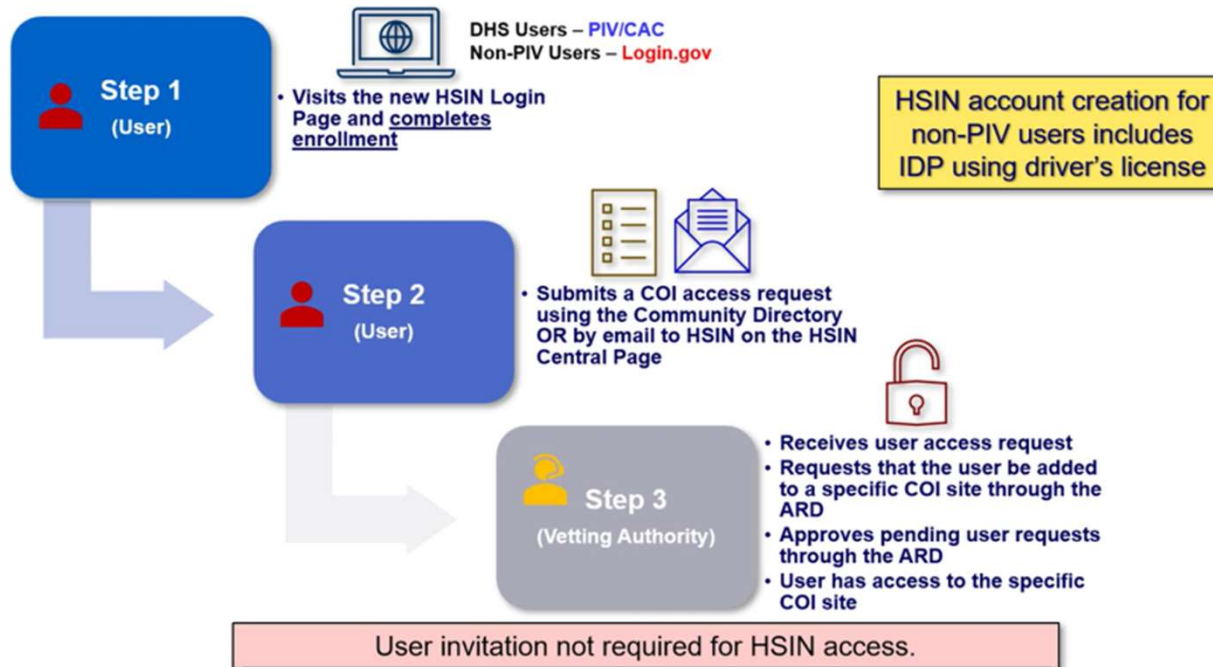 DHS Users – PIV/CAC
Non-PIV Users – Login.gov
Step 1
(User)
• Visits the new HSIN Login
Page and completes
enrollment
HSIN account creation for
non-PIV users includes
IDP using driver's license
Step 2
(User)
• Submits a COI access request
using the Community Directory
OR by email to HSIN on the HSIN
Central Page
Step 3
(Vetting Authority)
• Receives user access request
• Requests that the user be added
to a specific COI site through the
ARD
• Approves pending user requests
through the ARD
• User has access to the specific
COI site
User invitation not required for HSIN access.